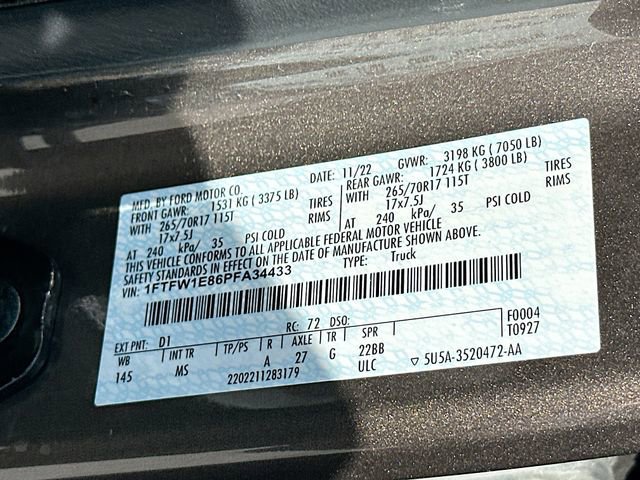 MFD. BY FORD MOTOR CO.
DATE: 11/22 GVWR: 3198 KG ( 7050 LB)
FRONT GAWR: 1531 KG ( 3375 LB)
WITH 265/70R17 115T TIRES
17x7.5J RIMS
AT 240 kPa/ 35 PSI COLD
REAR GAWR: 1724 KG ( 3800 LB)
WITH 265/70R17 115T TIRES
17x7.5J RIMS
AT 240 kPa/ 35 PSI COLD
THIS VEHICLE CONFORMS TO ALL APPLICABLE FEDERAL MOTOR VEHICLE
SAFETY STANDARDS IN EFFECT ON THE DATE OF MANUFACTURE SHOWN ABOVE.
VIN: 1FTFW1E86PFA34433 TYPE: Truck
EXT PNT: D1 RC: 72 DSO: F0004
T0927
WB INT TR TP/PS R AXLE TR SPR
145 MS A 27 G 22BB
ULC
2202211283179 ▽ 5U5A-3520472-AA